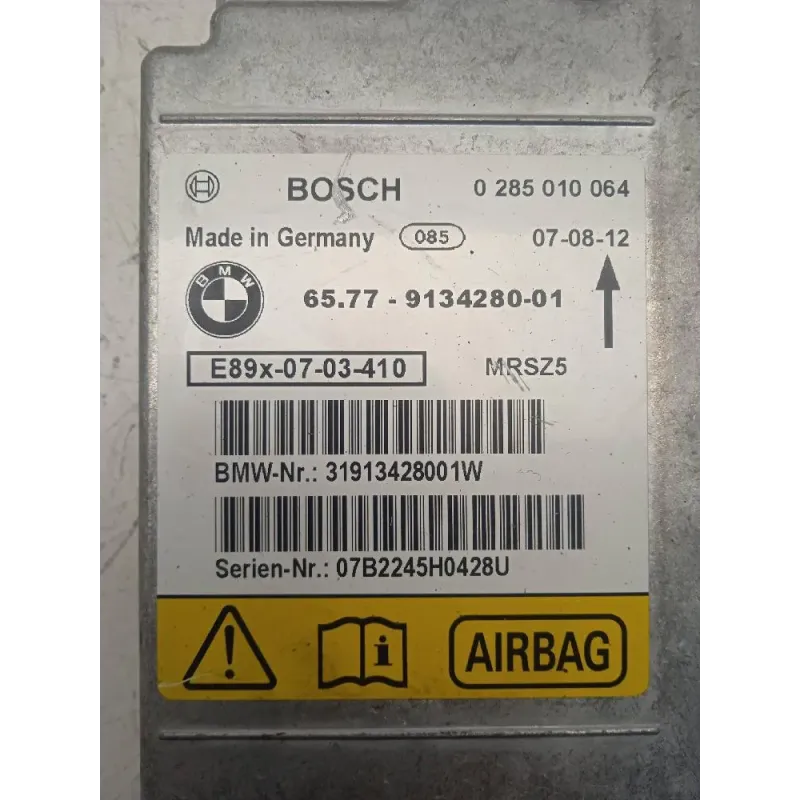 BOSCH 0 285 010 064
Made in Germany 085 07-08-12
BMW
65.77 - 9134280-01
E89x-07-03-410 MRSZ5
BMW-Nr.: 31913428001W
Serien-Nr.: 07B2245H0428U
! i AIRBAG